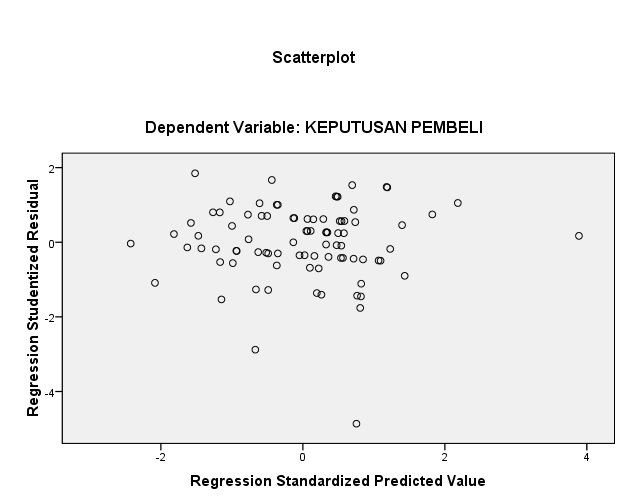 Scatterplot
Dependent Variable: KEPUTUSAN PEMBELI
Regression Studentized Residual
2
0
-2
-4
-2
0
2
4
Regression Standardized Predicted Value